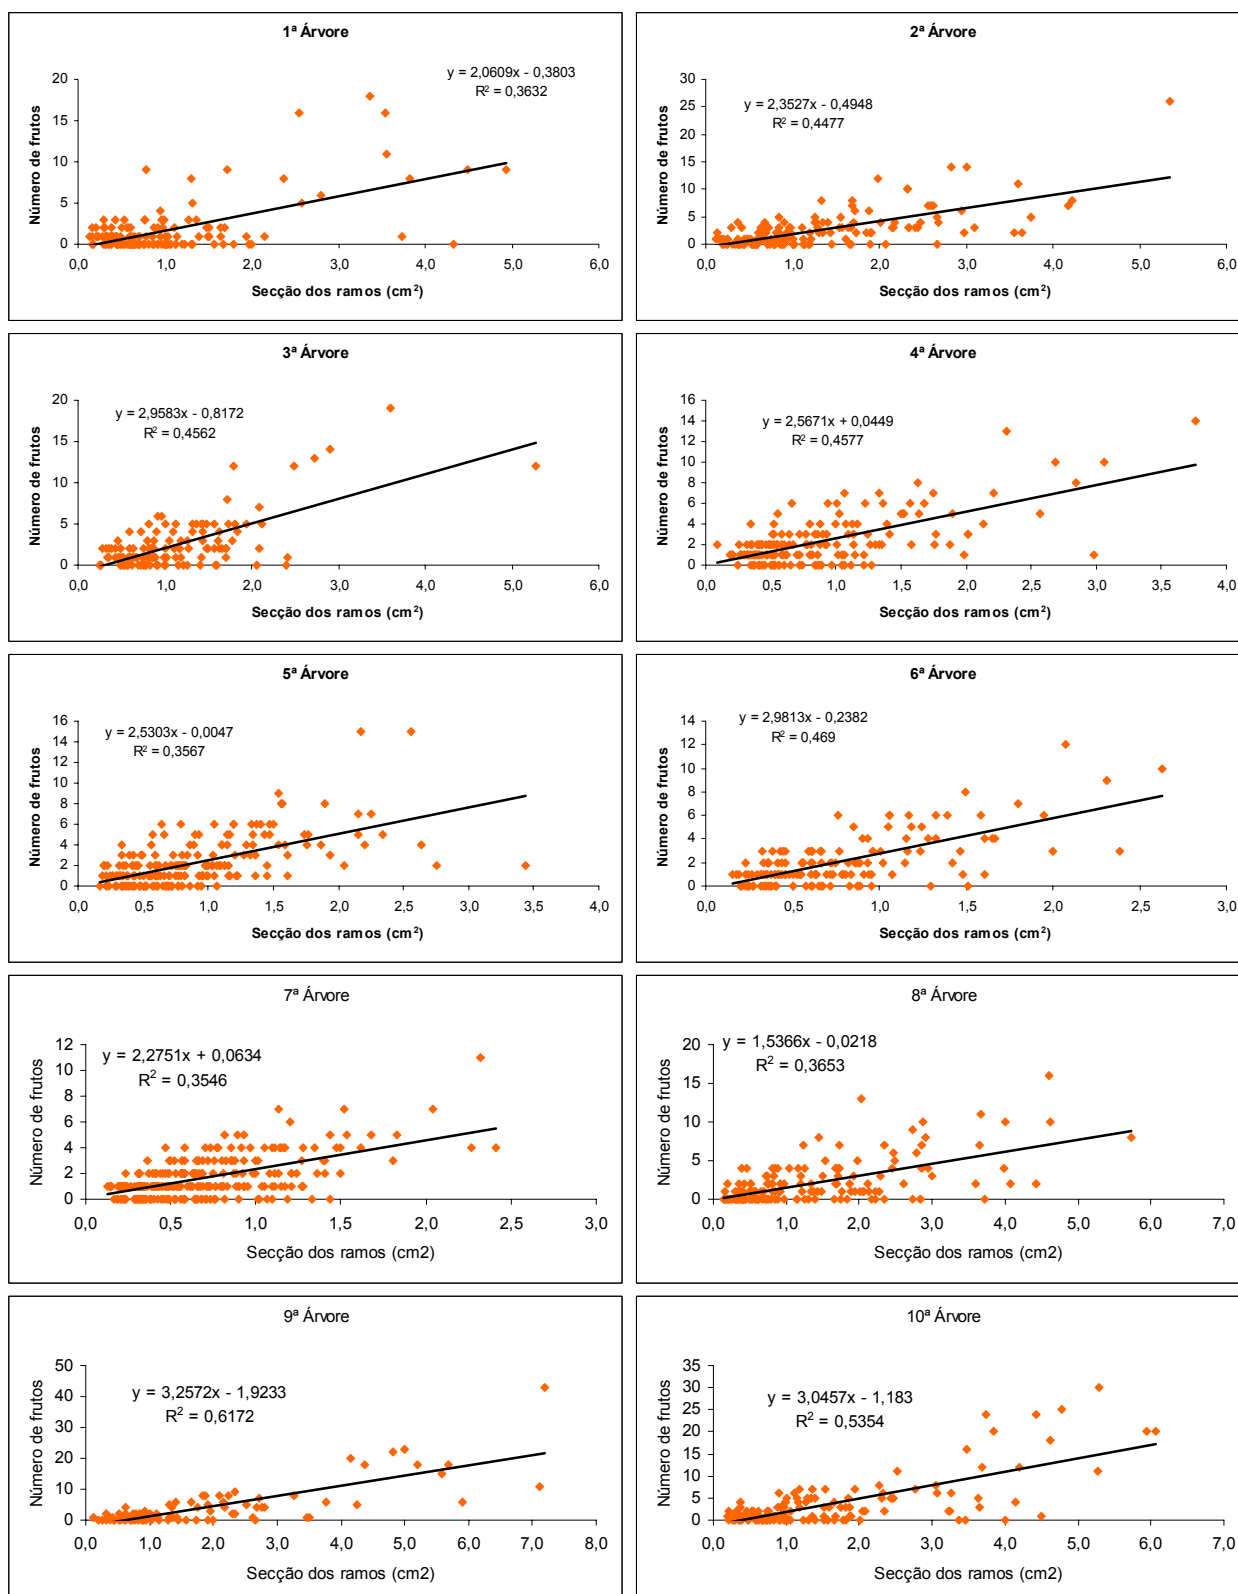 1ª Árvore
y = 2,0609x - 0,3803
R² = 0,3632
Número de frutos
20
15
10
5
0
0,0 1,0 2,0 3,0 4,0 5,0 6,0
Secção dos ramos (cm²)
2ª Árvore
y = 2,3527x - 0,4948
R² = 0,4477
Número de frutos
30
25
20
15
10
5
0
0,0 1,0 2,0 3,0 4,0 5,0 6,0
Secção dos ramos (cm²)
3ª Árvore
y = 2,9583x - 0,8172
R² = 0,4562
Número de frutos
20
15
10
5
0
0,0 1,0 2,0 3,0 4,0 5,0 6,0
Secção dos ramos (cm²)
4ª Árvore
y = 2,5671x + 0,0449
R² = 0,4577
Número de frutos
16
14
12
10
8
6
4
2
0
0,0 0,5 1,0 1,5 2,0 2,5 3,0 3,5 4,0
Secção dos ramos (cm²)
5ª Árvore
y = 2,5303x - 0,0047
R² = 0,3567
Número de frutos
16
14
12
10
8
6
4
2
0
0,0 0,5 1,0 1,5 2,0 2,5 3,0 3,5 4,0
Secção dos ramos (cm²)
6ª Árvore
y = 2,9813x - 0,2382
R² = 0,469
Número de frutos
14
12
10
8
6
4
2
0
0,0 0,5 1,0 1,5 2,0 2,5 3,0
Secção dos ramos (cm²)
7ª Árvore
y = 2,2751x + 0,0634
R² = 0,3546
Número de frutos
12
10
8
6
4
2
0
0,0 0,5 1,0 1,5 2,0 2,5 3,0
Secção dos ramos (cm2)
8ª Árvore
y = 1,5366x - 0,0218
R² = 0,3653
Número de frutos
20
15
10
5
0
0,0 1,0 2,0 3,0 4,0 5,0 6,0 7,0
Secção dos ramos (cm2)
9ª Árvore
y = 3,2572x - 1,9233
R² = 0,6172
Número de frutos
50
40
30
20
10
0
0,0 1,0 2,0 3,0 4,0 5,0 6,0 7,0 8,0
Secção dos ramos (cm2)
10ª Árvore
y = 3,0457x - 1,183
R² = 0,5354
Número de frutos
35
30
25
20
15
10
5
0
0,0 1,0 2,0 3,0 4,0 5,0 6,0 7,0
Secção dos ramos (cm2)